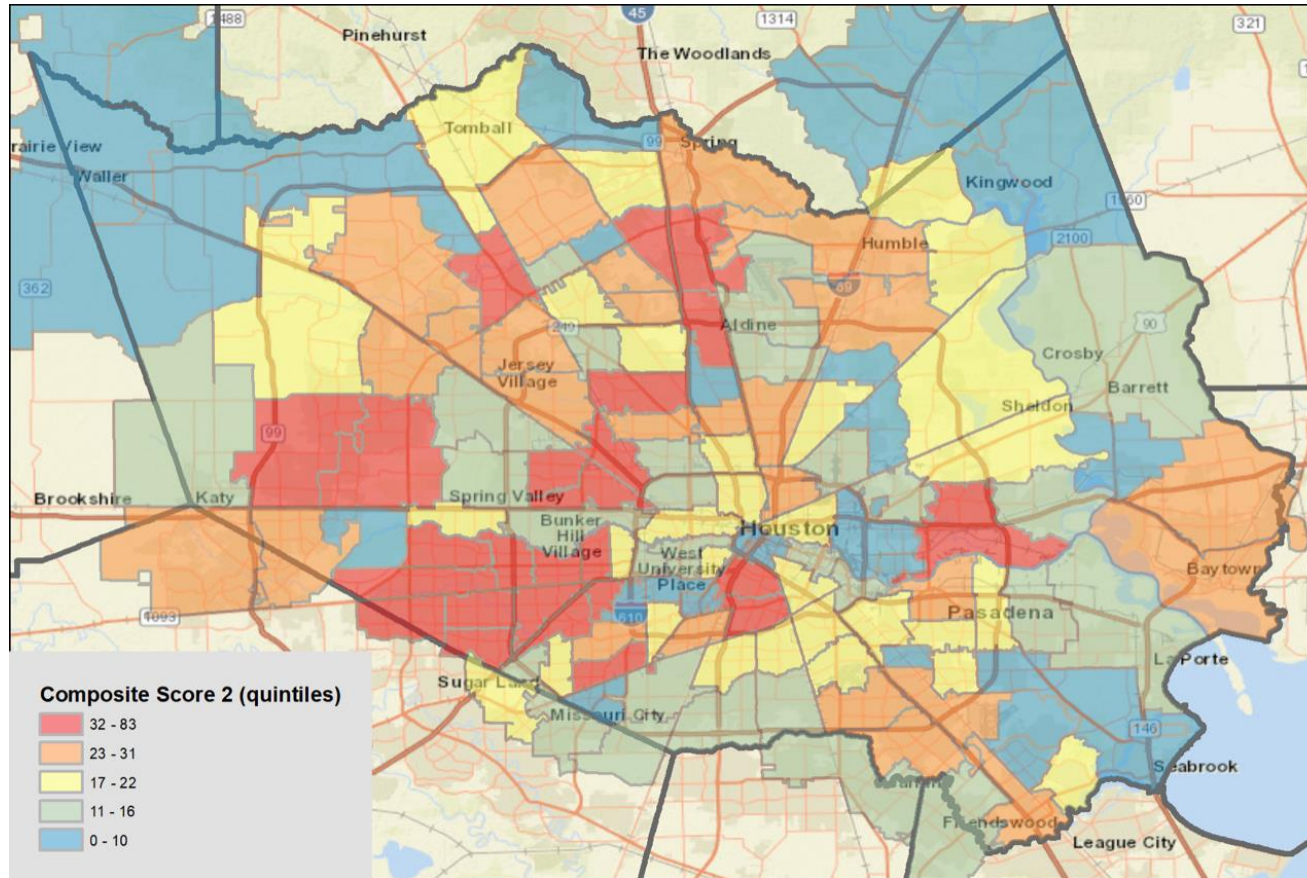 45
1488
1314
321
Pinehurst
The Woodlands
Tomball
99
Spring
rairie View
Waller
Kingwood
1960
2100
Humble
362
69
249
Aldine
90
Crosby
Jersey
Village
Barrett
Sheldon
99
Brookshire
Katy
Spring Valley
Bunker
Hill
Village
Houston
West
University
Place
Baytown
1093
610
Pasadena
La Porte
Sugar Land
Missouri City
146
Seabrook
Friendswood
League City
Composite Score 2 (quintiles)
32 - 83
23 - 31
17 - 22
11 - 16
0 - 10